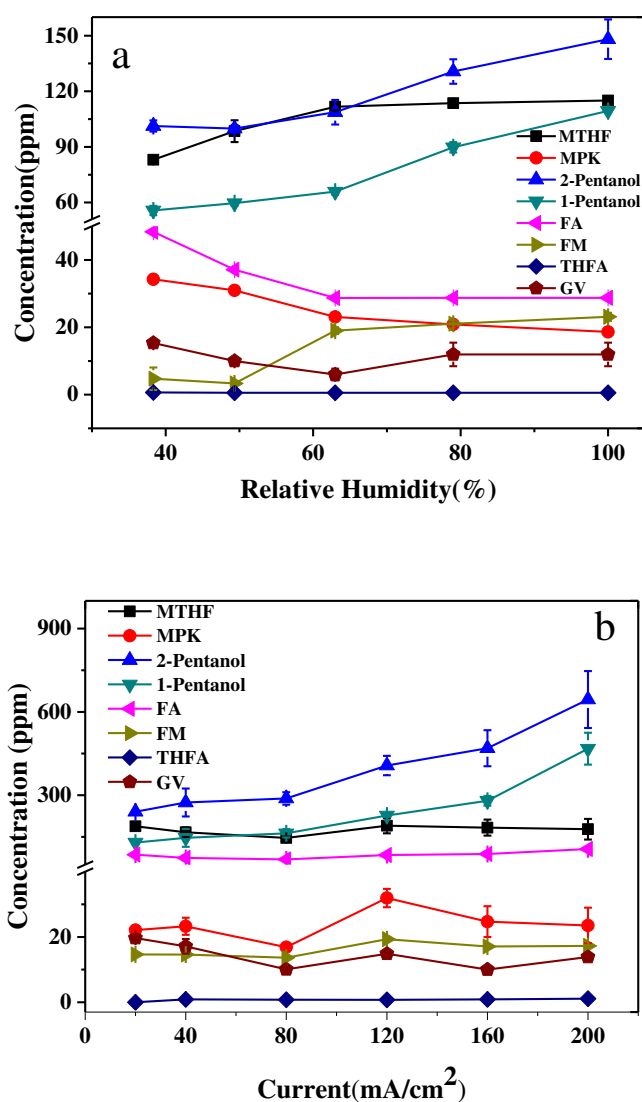 a
150
120
90
60
40
20
0
Concentration(ppm)
MTHF
MPK
2-Pentanol
1-Pentanol
FA
FM
THFA
GV
40 60 80 100
Relative Humidity(%)
b
900
600
300
20
0
Concentration (ppm)
MTHF
MPK
2-Pentanol
1-Pentanol
FA
FM
THFA
GV
0 40 80 120 160 200
Current(mA/cm²)